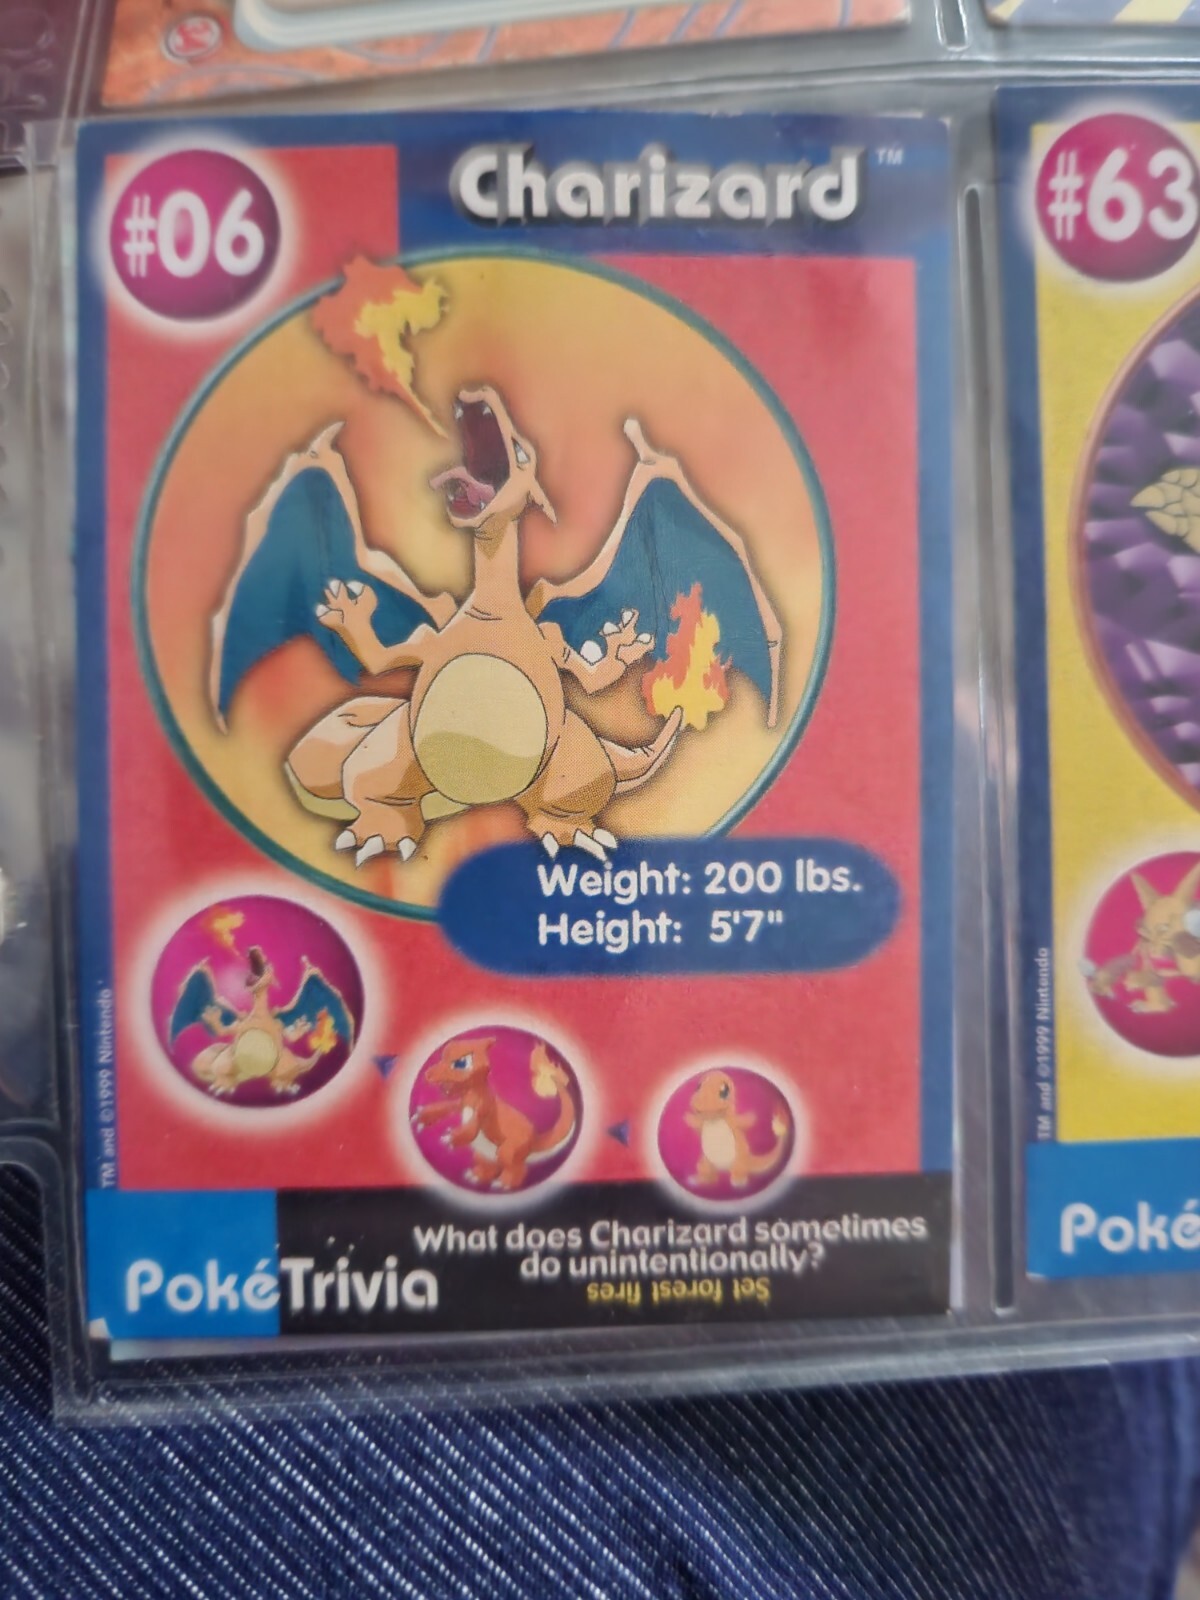 #06
Charizard ™
Weight: 200 lbs.
Height: 5'7"
TM and ©1999 Nintendo
What does Charizard sometimes
do unintentionally?
Set forest fires
PokéTrivia
#63
TM and ©1999 Nintendo
Poké